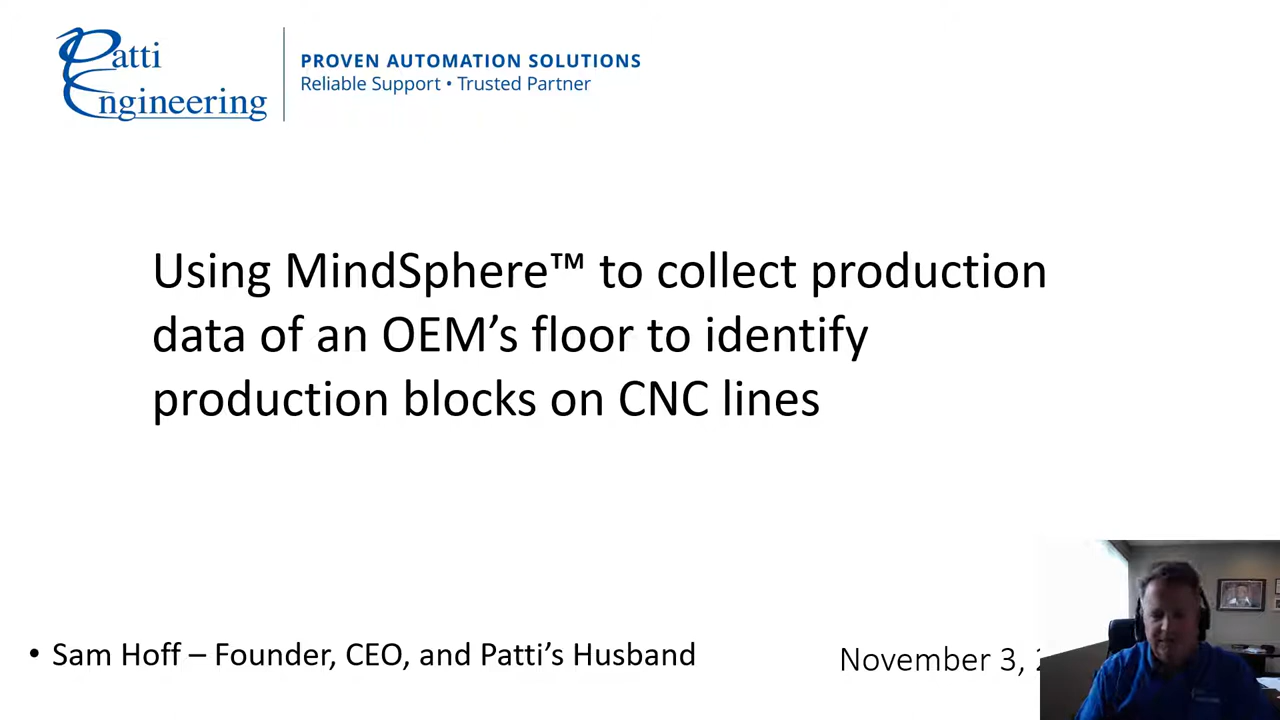 Patti Engineering
PROVEN AUTOMATION SOLUTIONS
Reliable Support • Trusted Partner
Using MindSphere™ to collect production
data of an OEM’s floor to identify
production blocks on CNC lines
• Sam Hoff – Founder, CEO, and Patti’s Husband
November 3,